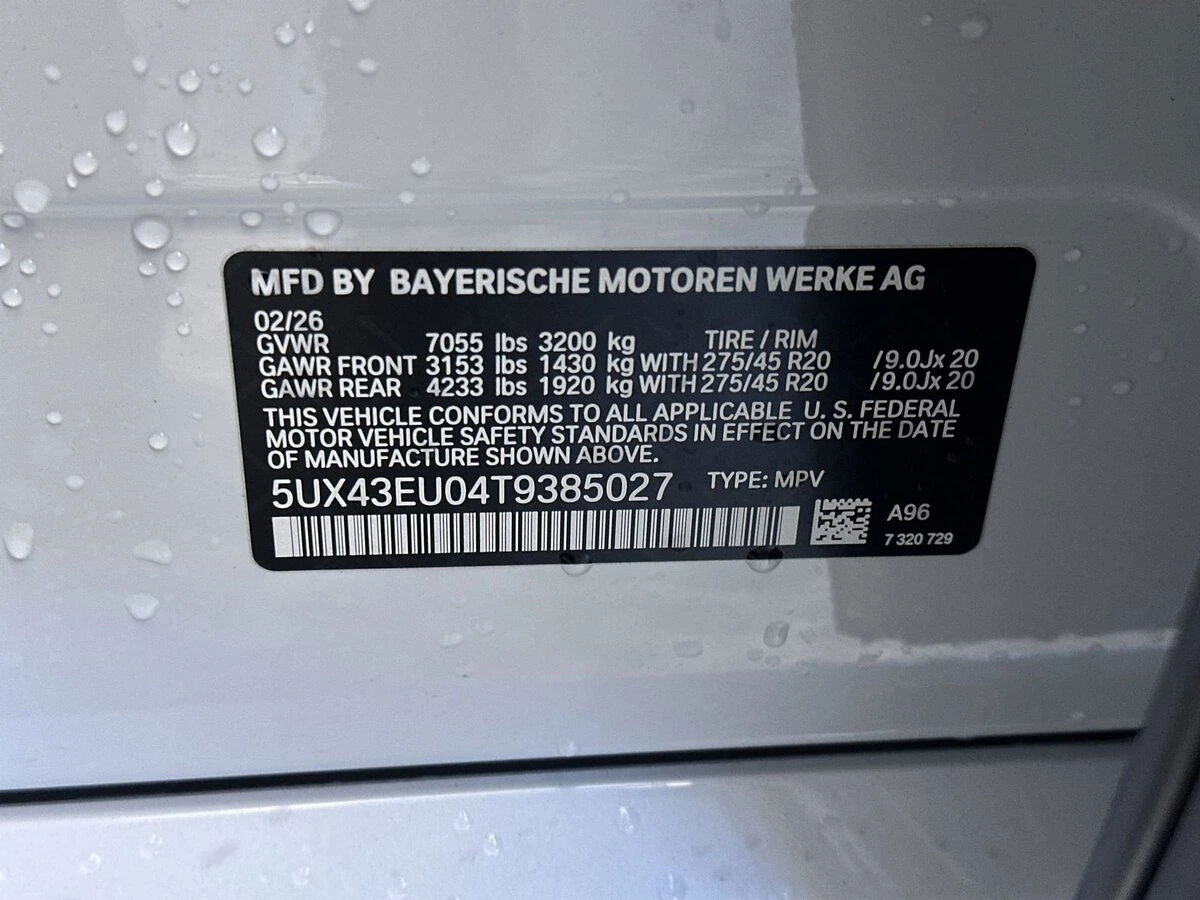 MFD BY BAYERISCHE MOTOREN WERKE AG
02/26
GVWR 7055 lbs 3200 kg TIRE / RIM
GAWR FRONT 3153 lbs 1430 kg WITH 275/45 R20 /9.0Jx 20
GAWR REAR 4233 lbs 1920 kg WITH 275/45 R20 /9.0Jx 20
THIS VEHICLE CONFORMS TO ALL APPLICABLE U. S. FEDERAL
MOTOR VEHICLE SAFETY STANDARDS IN EFFECT ON THE DATE
OF MANUFACTURE SHOWN ABOVE.
5UX43EU04T9385027 TYPE: MPV
A96
7 320 729